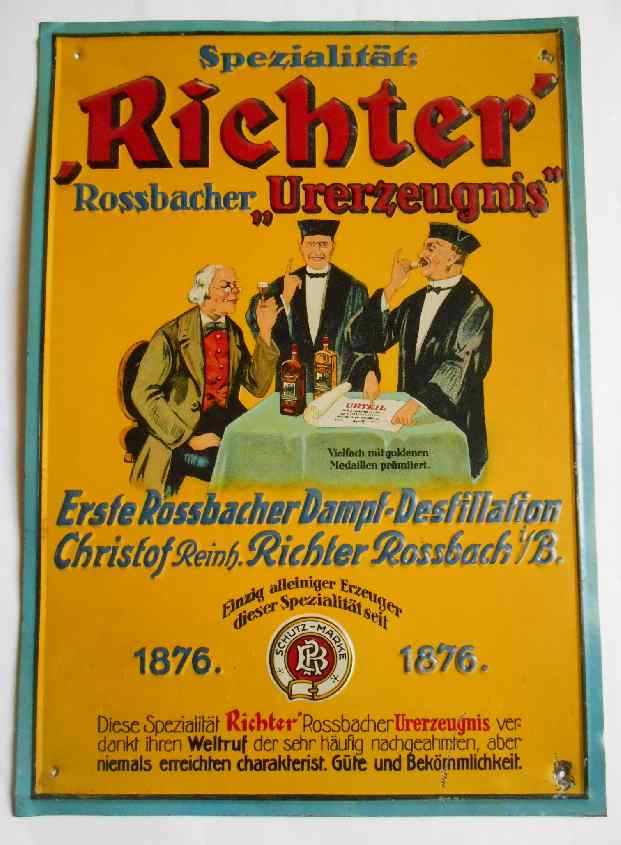 Spezialität:
‚Richter'
Rossbacher „Urerzeugnis"
URTEIL
Vielfach mit goldenen
Medaillen prämiiert.
Erste Rossbacher Dampf-Destillation
Christof Reinh. Richter Rossbach i/B.
Einzig alleiniger Erzeuger
dieser Spezialität seit
1876. SCHUTZ-MARKE 1876.
Diese Spezialität Richter' Rossbacher Urerzeugnis ver-
dankt ihren Weltruf der sehr häufig nachgeahmten, aber
niemals erreichten charakterist. Güte und Bekömmlichkeit.